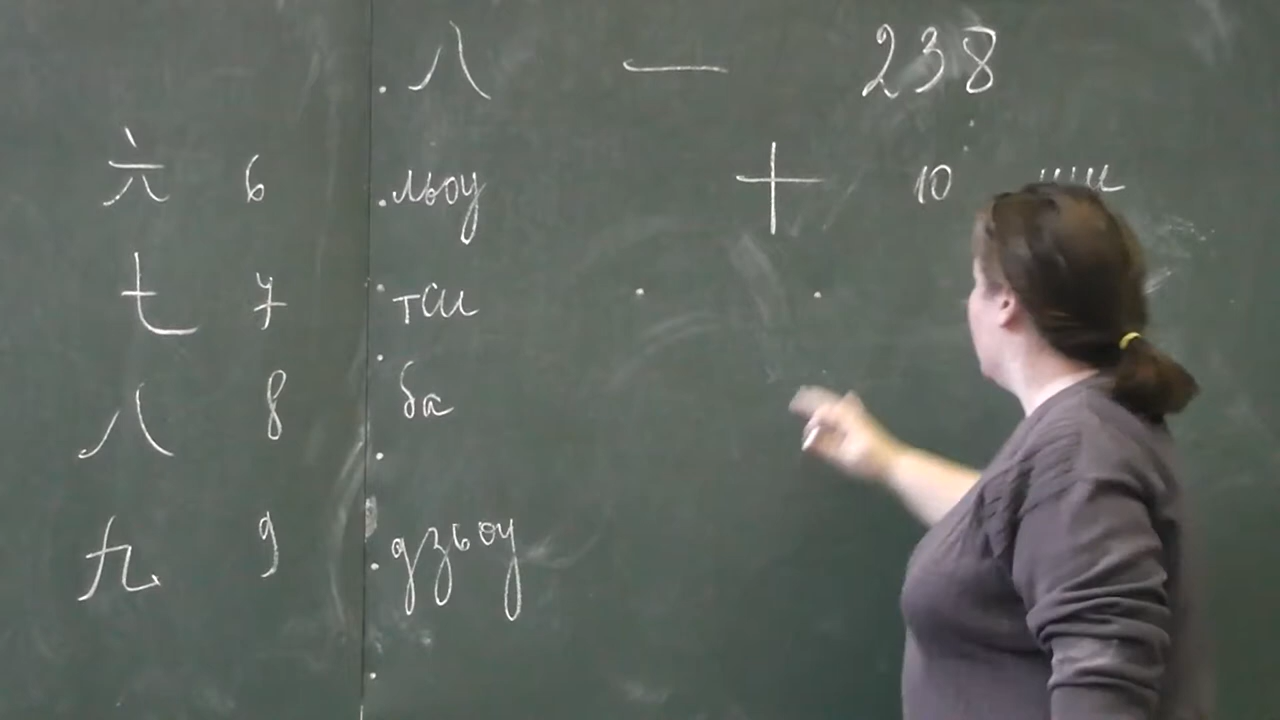 八 一 238
六 6 льоу 十 10 ши
七 7 тси
八 8 ба
九 9 дзьоу